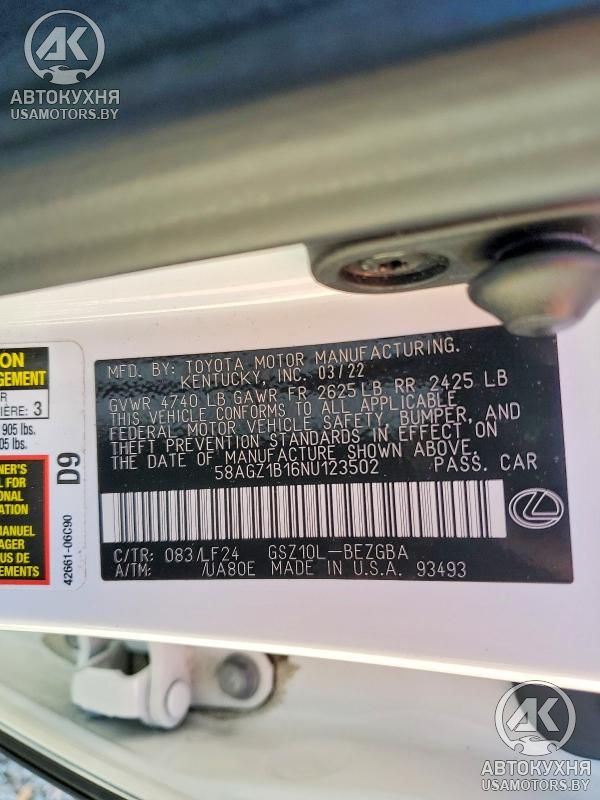 AK
АВТОКУХНЯ
USAMOTORS.BY
MFD. BY: TOYOTA MOTOR MANUFACTURING.
KENTUCKY, INC. 03/22
GVWR 4740 LB GAWR FR 2625 LB RR 2425 LB
THIS VEHICLE CONFORMS TO ALL APPLICABLE
FEDERAL MOTOR VEHICLE SAFETY, BUMPER, AND
THEFT PREVENTION STANDARDS IN EFFECT ON
THE DATE OF MANUFACTURE SHOWN ABOVE.
58AGZ1B16NU123502 PASS. CAR
C/TR: 083/LF24 GSZ10L-BEZGBA
A/TM: /UA80E MADE IN U.S.A. 93493
ON
AGEMENT
R
IÈRE: 3
905 lbs.
05 lbs.
NER'S
FOR
ONAL
ATION
MANUEL
AGER
US DE
EMENTS
D9
42661-06C90
AK
АВТОКУХНЯ
USAMOTORS.BY